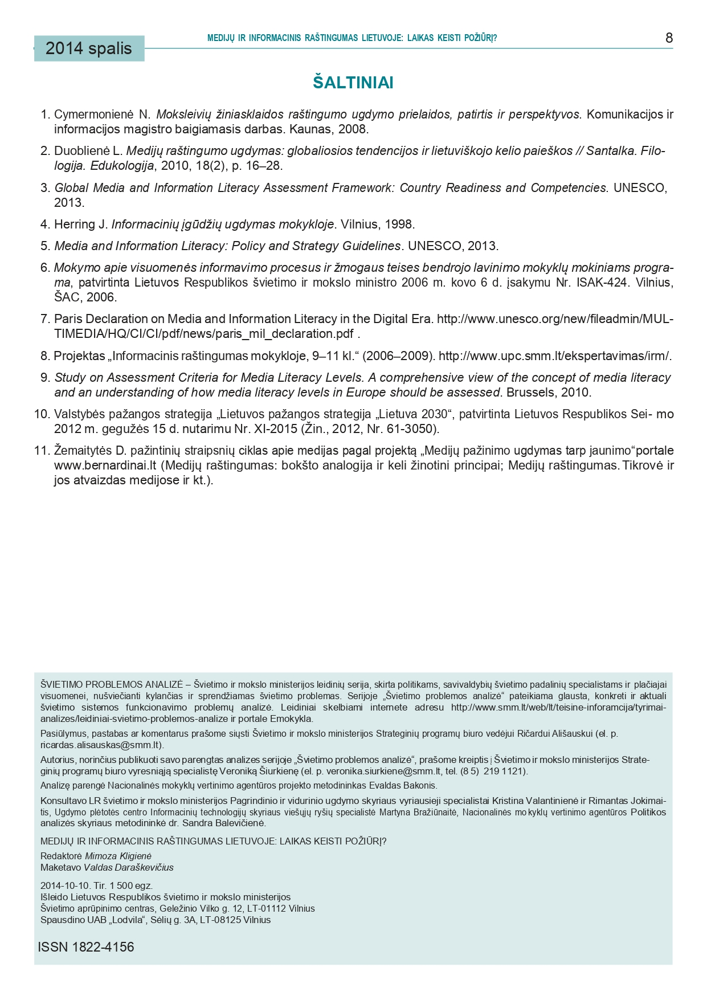 MEDIJŲ IR INFORMACINIS RAŠTINGUMAS LIETUVOJE: LAIKAS KEISTI POŽIŪRĮ?
8
2014 spalis
ŠALTINIAI
1. Cymermonienė N. Moksleivių žiniasklaidos raštingumo ugdymo prielaidos, patirtis ir perspektyvos. Komunikacijos ir
informacijos magistro baigiamasis darbas. Kaunas, 2008.
2. Duoblienė L. Medijų raštingumo ugdymas: globaliosios tendencijos ir lietuviškojo kelio paieškos // Santalka. Filo-
logija. Edukologija, 2010, 18(2), p. 16–28.
3. Global Media and Information Literacy Assessment Framework: Country Readiness and Competencies. UNESCO,
2013.
4. Herring J. Informacinių įgūdžių ugdymas mokykloje. Vilnius, 1998.
5. Media and Information Literacy: Policy and Strategy Guidelines. UNESCO, 2013.
6. Mokymo apie visuomenės informavimo procesus ir žmogaus teises bendrojo lavinimo mokyklų mokiniams progra-
ma, patvirtinta Lietuvos Respublikos švietimo ir mokslo ministro 2006 m. kovo 6 d. įsakymu Nr. ISAK-424. Vilnius,
ŠAC, 2006.
7. Paris Declaration on Media and Information Literacy in the Digital Era. http://www.unesco.org/new/fileadmin/MUL-
TIMEDIA/HQ/CI/CI/pdf/news/paris_mil_declaration.pdf .
8. Projektas „Informacinis raštingumas mokykloje, 9–11 kl.“ (2006–2009). http://www.upc.smm.lt/ekspertavimas/irm/.
9. Study on Assessment Criteria for Media Literacy Levels. A comprehensive view of the concept of media literacy
and an understanding of how media literacy levels in Europe should be assessed. Brussels, 2010.
10. Valstybės pažangos strategija „Lietuvos pažangos strategija „Lietuva 2030“, patvirtinta Lietuvos Respublikos Sei- mo
2012 m. gegužės 15 d. nutarimu Nr. XI-2015 (Žin., 2012, Nr. 61-3050).
11. Žemaitytės D. pažintinių straipsnių ciklas apie medijas pagal projektą „Medijų pažinimo ugdymas tarp jaunimo“portale
www.bernardinai.lt (Medijų raštingumas: bokšto analogija ir keli žinotini principai; Medijų raštingumas. Tikrovė ir
jos atvaizdas medijose ir kt.).
ŠVIETIMO PROBLEMOS ANALIZĖ – Švietimo ir mokslo ministerijos leidinių serija, skirta politikams, savivaldybių švietimo padalinių specialistams ir plačiajai
visuomenei, nušviečianti kylančias ir sprendžiamas švietimo problemas. Serijoje „Švietimo problemos analizė“ pateikiama glausta, konkreti ir aktuali
švietimo sistemos funkcionavimo problemų analizė. Leidiniai skelbiami internete adresu http://www.smm.lt/web/lt/teisine-inforamcija/tyrimai-
analizes/leidiniai-svietimo-problemos-analize ir portale Emokykla.
Pasiūlymus, pastabas ar komentarus prašome siųsti Švietimo ir mokslo ministerijos Strateginių programų biuro vedėjui Ričardui Ališauskui (el. p.
ricardas.alisauskas@smm.lt).
Autorius, norinčius publikuoti savo parengtas analizes serijoje „Švietimo problemos analizė“, prašome kreiptis į Švietimo ir mokslo ministerijos Strate-
ginių programų biuro vyresniąją specialistę Veroniką Šiurkienę (el. p. veronika.siurkiene@smm.lt, tel. (8 5) 219 1121).
Analizę parengė Nacionalinės mokyklų vertinimo agentūros projekto metodininkas Evaldas Bakonis.
Konsultavo LR švietimo ir mokslo ministerijos Pagrindinio ir vidurinio ugdymo skyriaus vyriausieji specialistai Kristina Valantinienė ir Rimantas Jokimai-
tis, Ugdymo plėtotės centro Informacinių technologijų skyriaus viešųjų ryšių specialistė Martyna Bražiūnaitė, Nacionalinės mokyklų vertinimo agentūros Politikos
analizės skyriaus metodininkė dr. Sandra Balevičienė.
MEDIJŲ IR INFORMACINIS RAŠTINGUMAS LIETUVOJE: LAIKAS KEISTI POŽIŪRĮ?
Redaktorė Mimoza Kligienė
Maketavo Valdas Daraškevičius
2014-10-10. Tir. 1 500 egz.
Išleido Lietuvos Respublikos švietimo ir mokslo ministerijos
Švietimo aprūpinimo centras, Geležinio Vilko g. 12, LT-01112 Vilnius
Spausdino UAB „Lodvila“, Sėlių g. 3A, LT-08125 Vilnius
ISSN 1822-4156